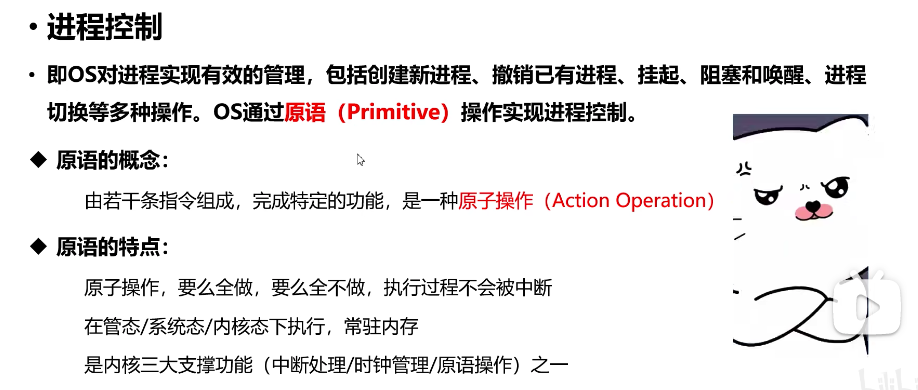 • 进程控制
• 即OS对进程实现有效的管理，包括创建新进程、撤销已有进程、挂起、阻塞和唤醒、进程
切换等多种操作。OS通过原语（Primitive）操作实现进程控制。
◆ 原语的概念：
由若干条指令组成，完成特定的功能，是一种原子操作（Action Operation）
◆ 原语的特点：
原子操作，要么全做，要么全不做，执行过程不会被中断
在管态/系统态/内核态下执行，常驻内存
是内核三大支撑功能（中断处理/时钟管理/原语操作）之一